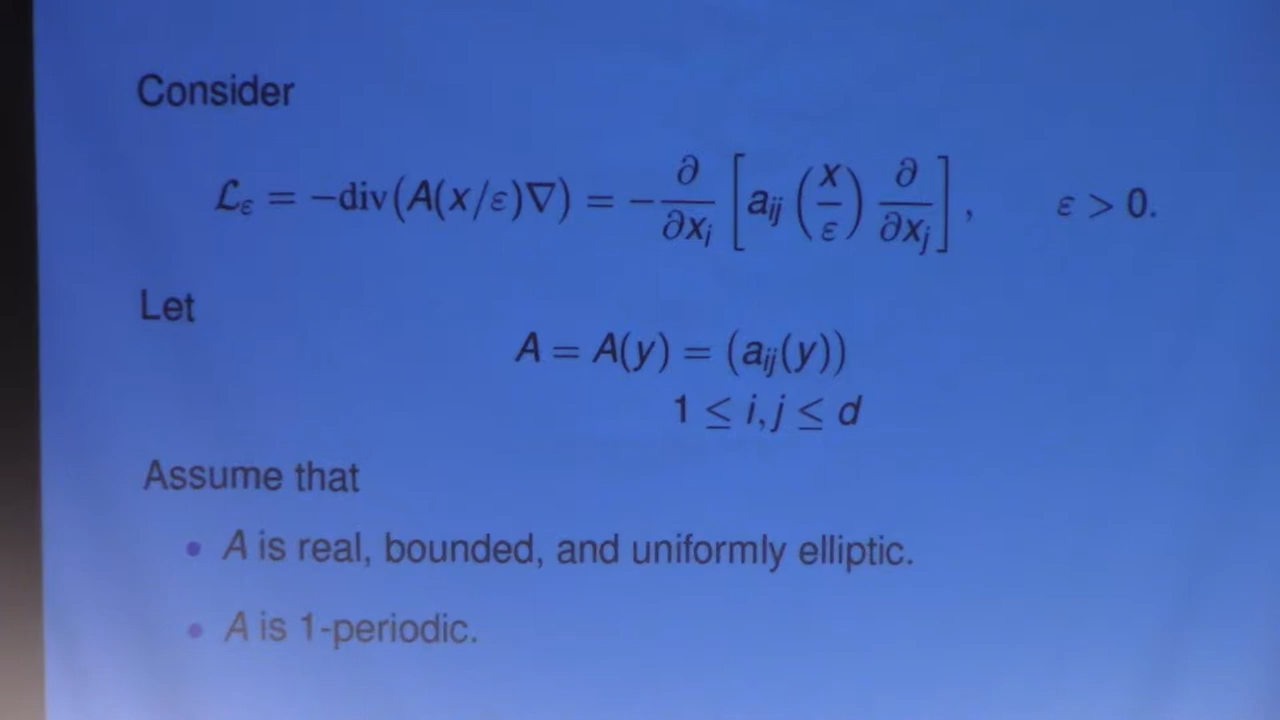 Consider
ℒ_ε = −div(A(x/ε)∇) = −∂/∂x_i [a_ij (x/ε) ∂/∂x_j], ε > 0.
Let
A = A(y) = (a_ij(y))
1 ≤ i, j ≤ d
Assume that
• A is real, bounded, and uniformly elliptic.
• A is 1-periodic.